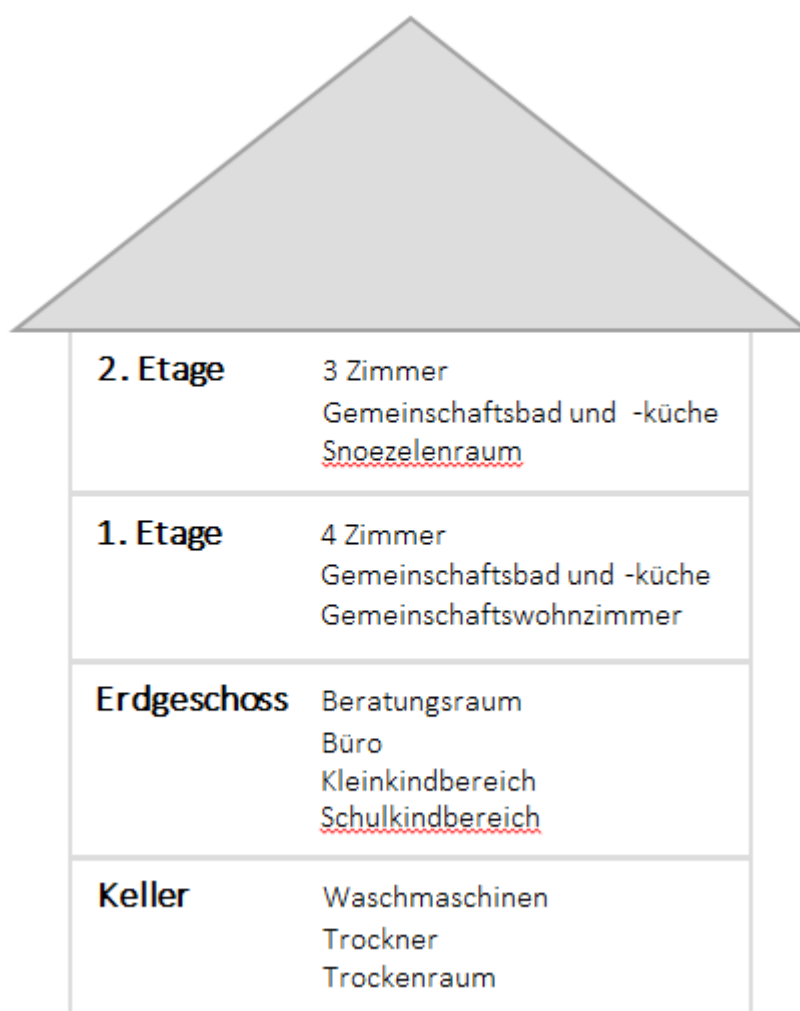 2. Etage 3 Zimmer
Gemeinschaftsbad und -küche
Snoezelenraum
1. Etage 4 Zimmer
Gemeinschaftsbad und -küche
Gemeinschaftswohnzimmer
Erdgeschoss Beratungsraum
Büro
Kleinkindbereich
Schulkindbereich
Keller Waschmaschinen
Trockner
Trockenraum